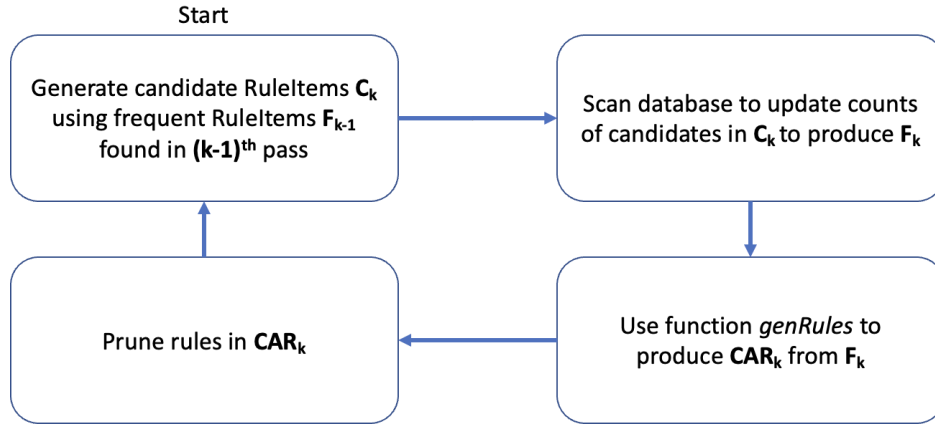 Start
Generate candidate RuleItems Ck
using frequent RuleItems Fk-1
found in (k-1)th pass
Scan database to update counts
of candidates in Ck to produce Fk
Use function genRules to
produce CARk from Fk
Prune rules in CARk